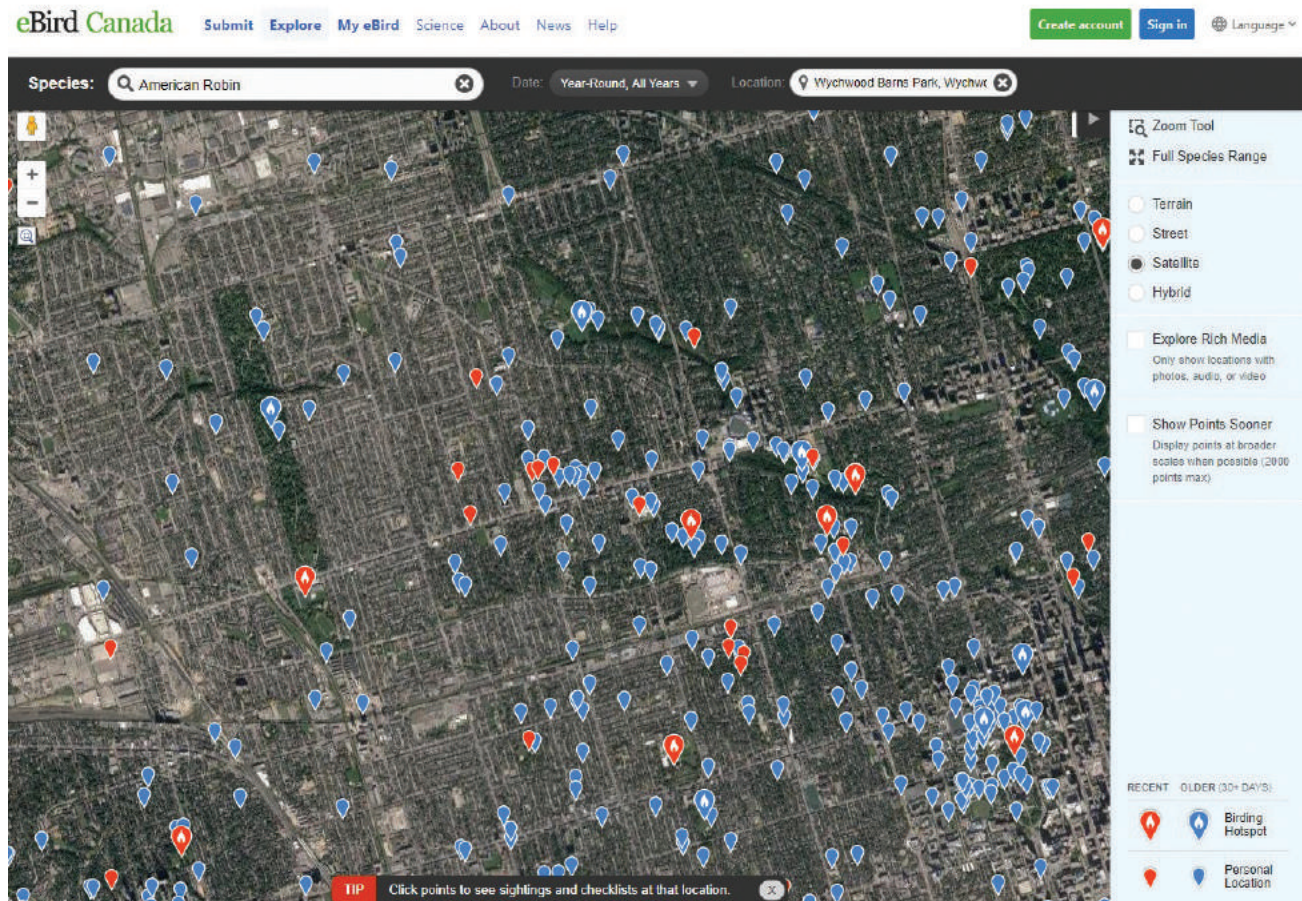 eBird Canada Submit Explore My eBird Science About News Help Create account Sign in Language
Species: American Robin Date: Year-Round, All Years Location: Wychwood Barns Park, Wychwc
Zoom Tool
Full Species Range
Terrain
Street
Satellite
Hybrid
Explore Rich Media
Only show locations with
photos, audio, or video
Show Points Sooner
Display points at broader
scales when possible (2000
points max)
RECENT OLDER (30+ DAYS)
Birding
Hotspot
Personal
Location
TIP Click points to see sightings and checklists at that location. x